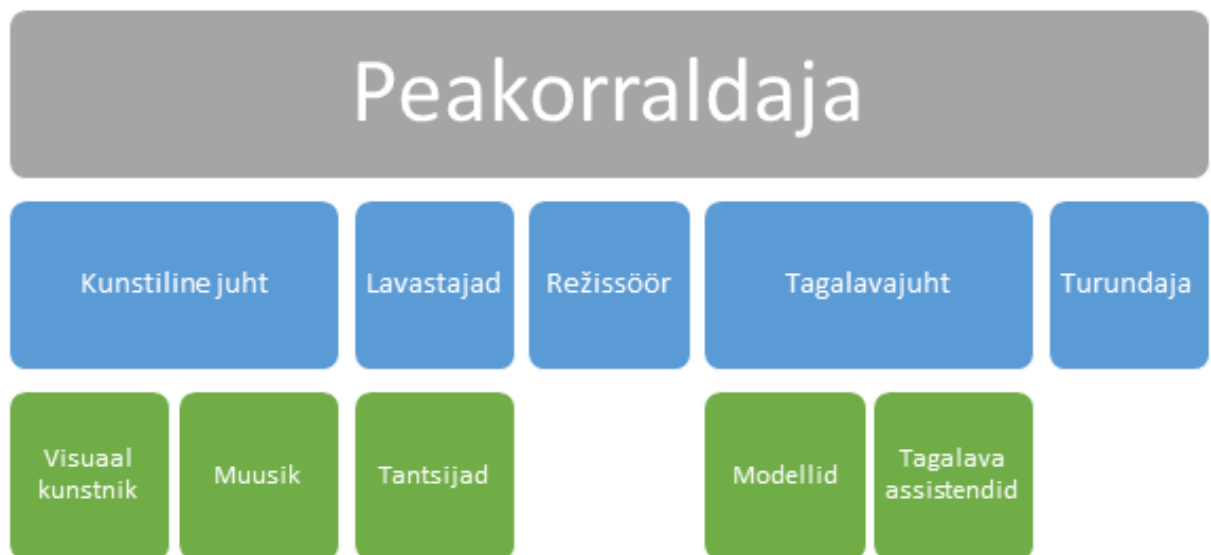 Peakorraldaja
Kunstiline juht
Lavastajad
Režissöör
Tagalavajuht
Turundaja
Visuaal
kunstnik
Muusik
Tantsijad
Modellid
Tagalava
assistendid